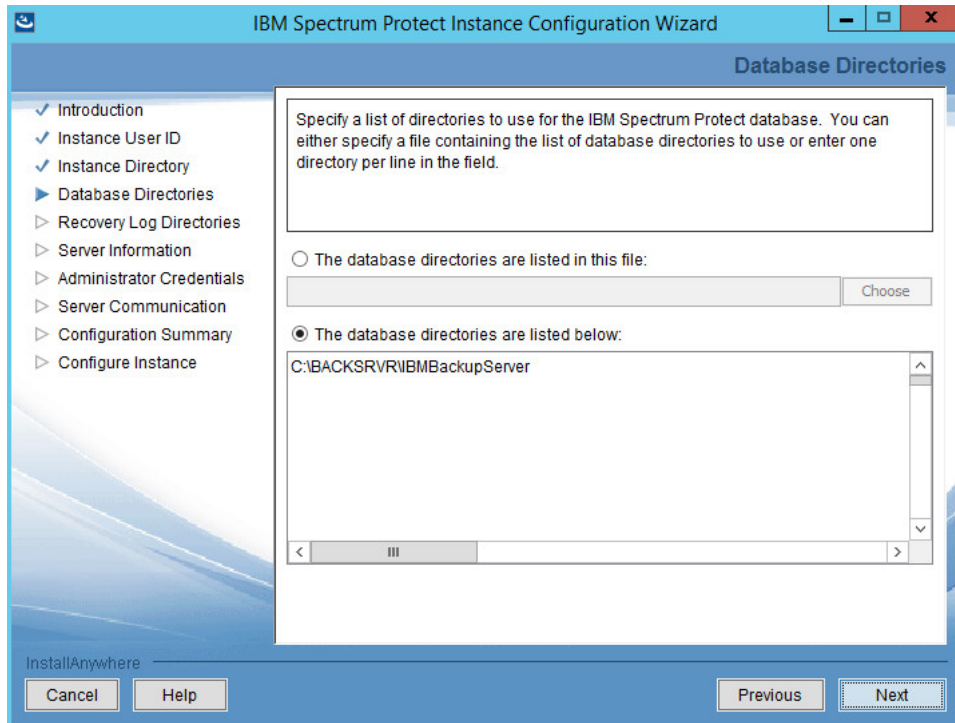 IBM Spectrum Protect Instance Configuration Wizard
Database Directories
Introduction
Instance User ID
Instance Directory
Database Directories
Recovery Log Directories
Server Information
Administrator Credentials
Server Communication
Configuration Summary
Configure Instance
Specify a list of directories to use for the IBM Spectrum Protect database. You can
either specify a file containing the list of database directories to use or enter one
directory per line in the field.
The database directories are listed in this file:
Choose
The database directories are listed below:
C:\BACKSRVR\IBMBackupServer
InstallAnywhere
Cancel
Help
Previous
Next